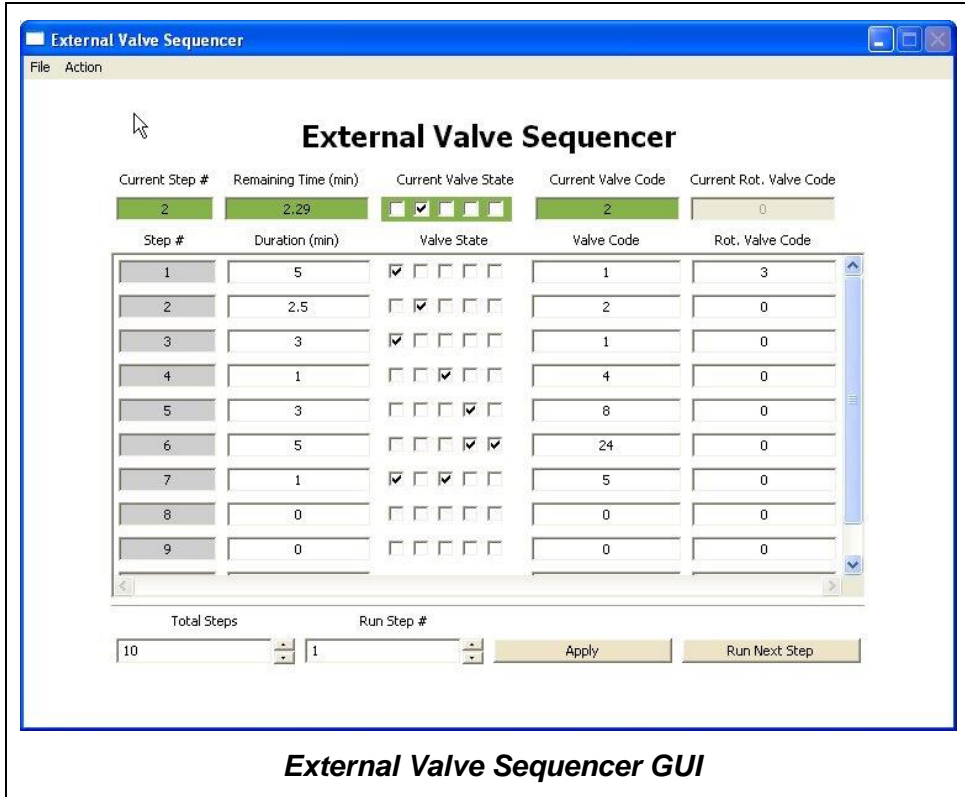 External Valve Sequencer
File Action
External Valve Sequencer
Current Step # Remaining Time (min) Current Valve State Current Valve Code Current Rot. Valve Code
2 2.29 2 0
Step # Duration (min) Valve State Valve Code Rot. Valve Code
1 5 1 3
2 2.5 2 0
3 3 1 0
4 1 4 0
5 3 8 0
6 5 24 0
7 1 5 0
8 0 0 0
9 0 0 0
Total Steps Run Step #
10 1 Apply Run Next Step
External Valve Sequencer GUI